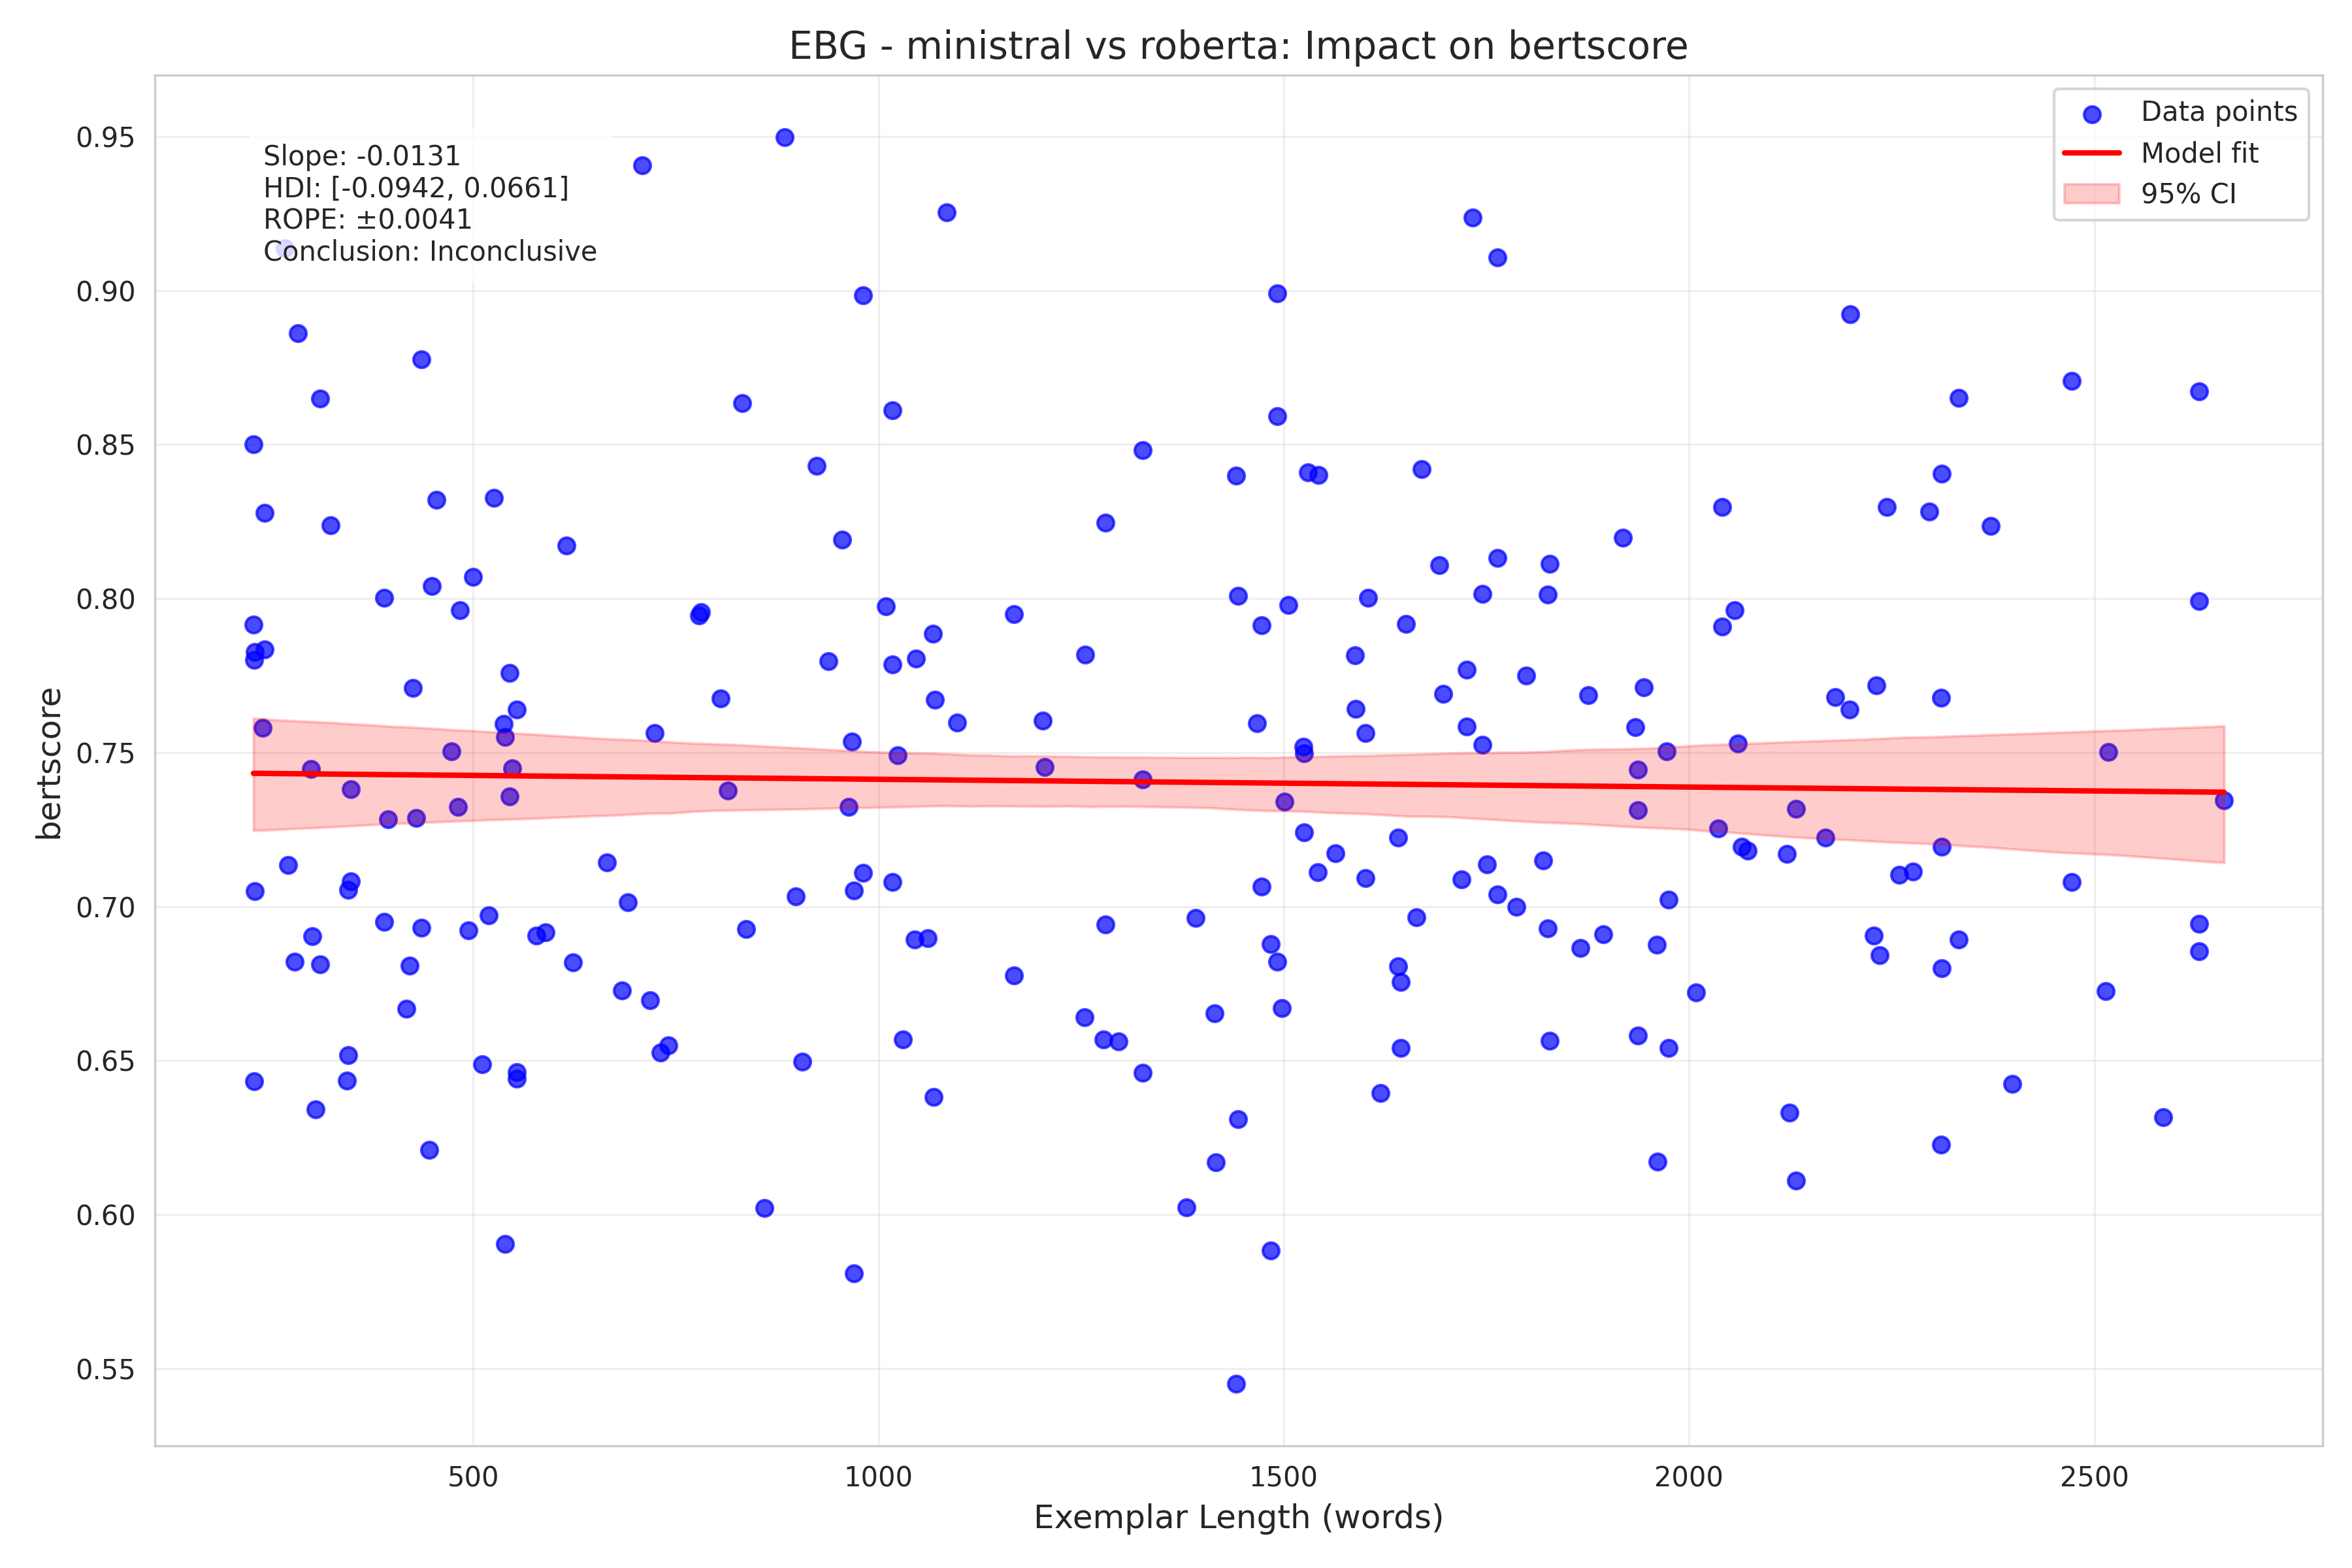 EBG - ministral vs roberta: Impact on bertscore
Slope: -0.0131
HDI: [-0.0942, 0.0661]
ROPE: ±0.0041
Conclusion: Inconclusive
Data points
Model fit
95% CI
bertscore
0.95
0.90
0.85
0.80
0.75
0.70
0.65
0.60
0.55
500
1000
1500
2000
2500
Exemplar Length (words)